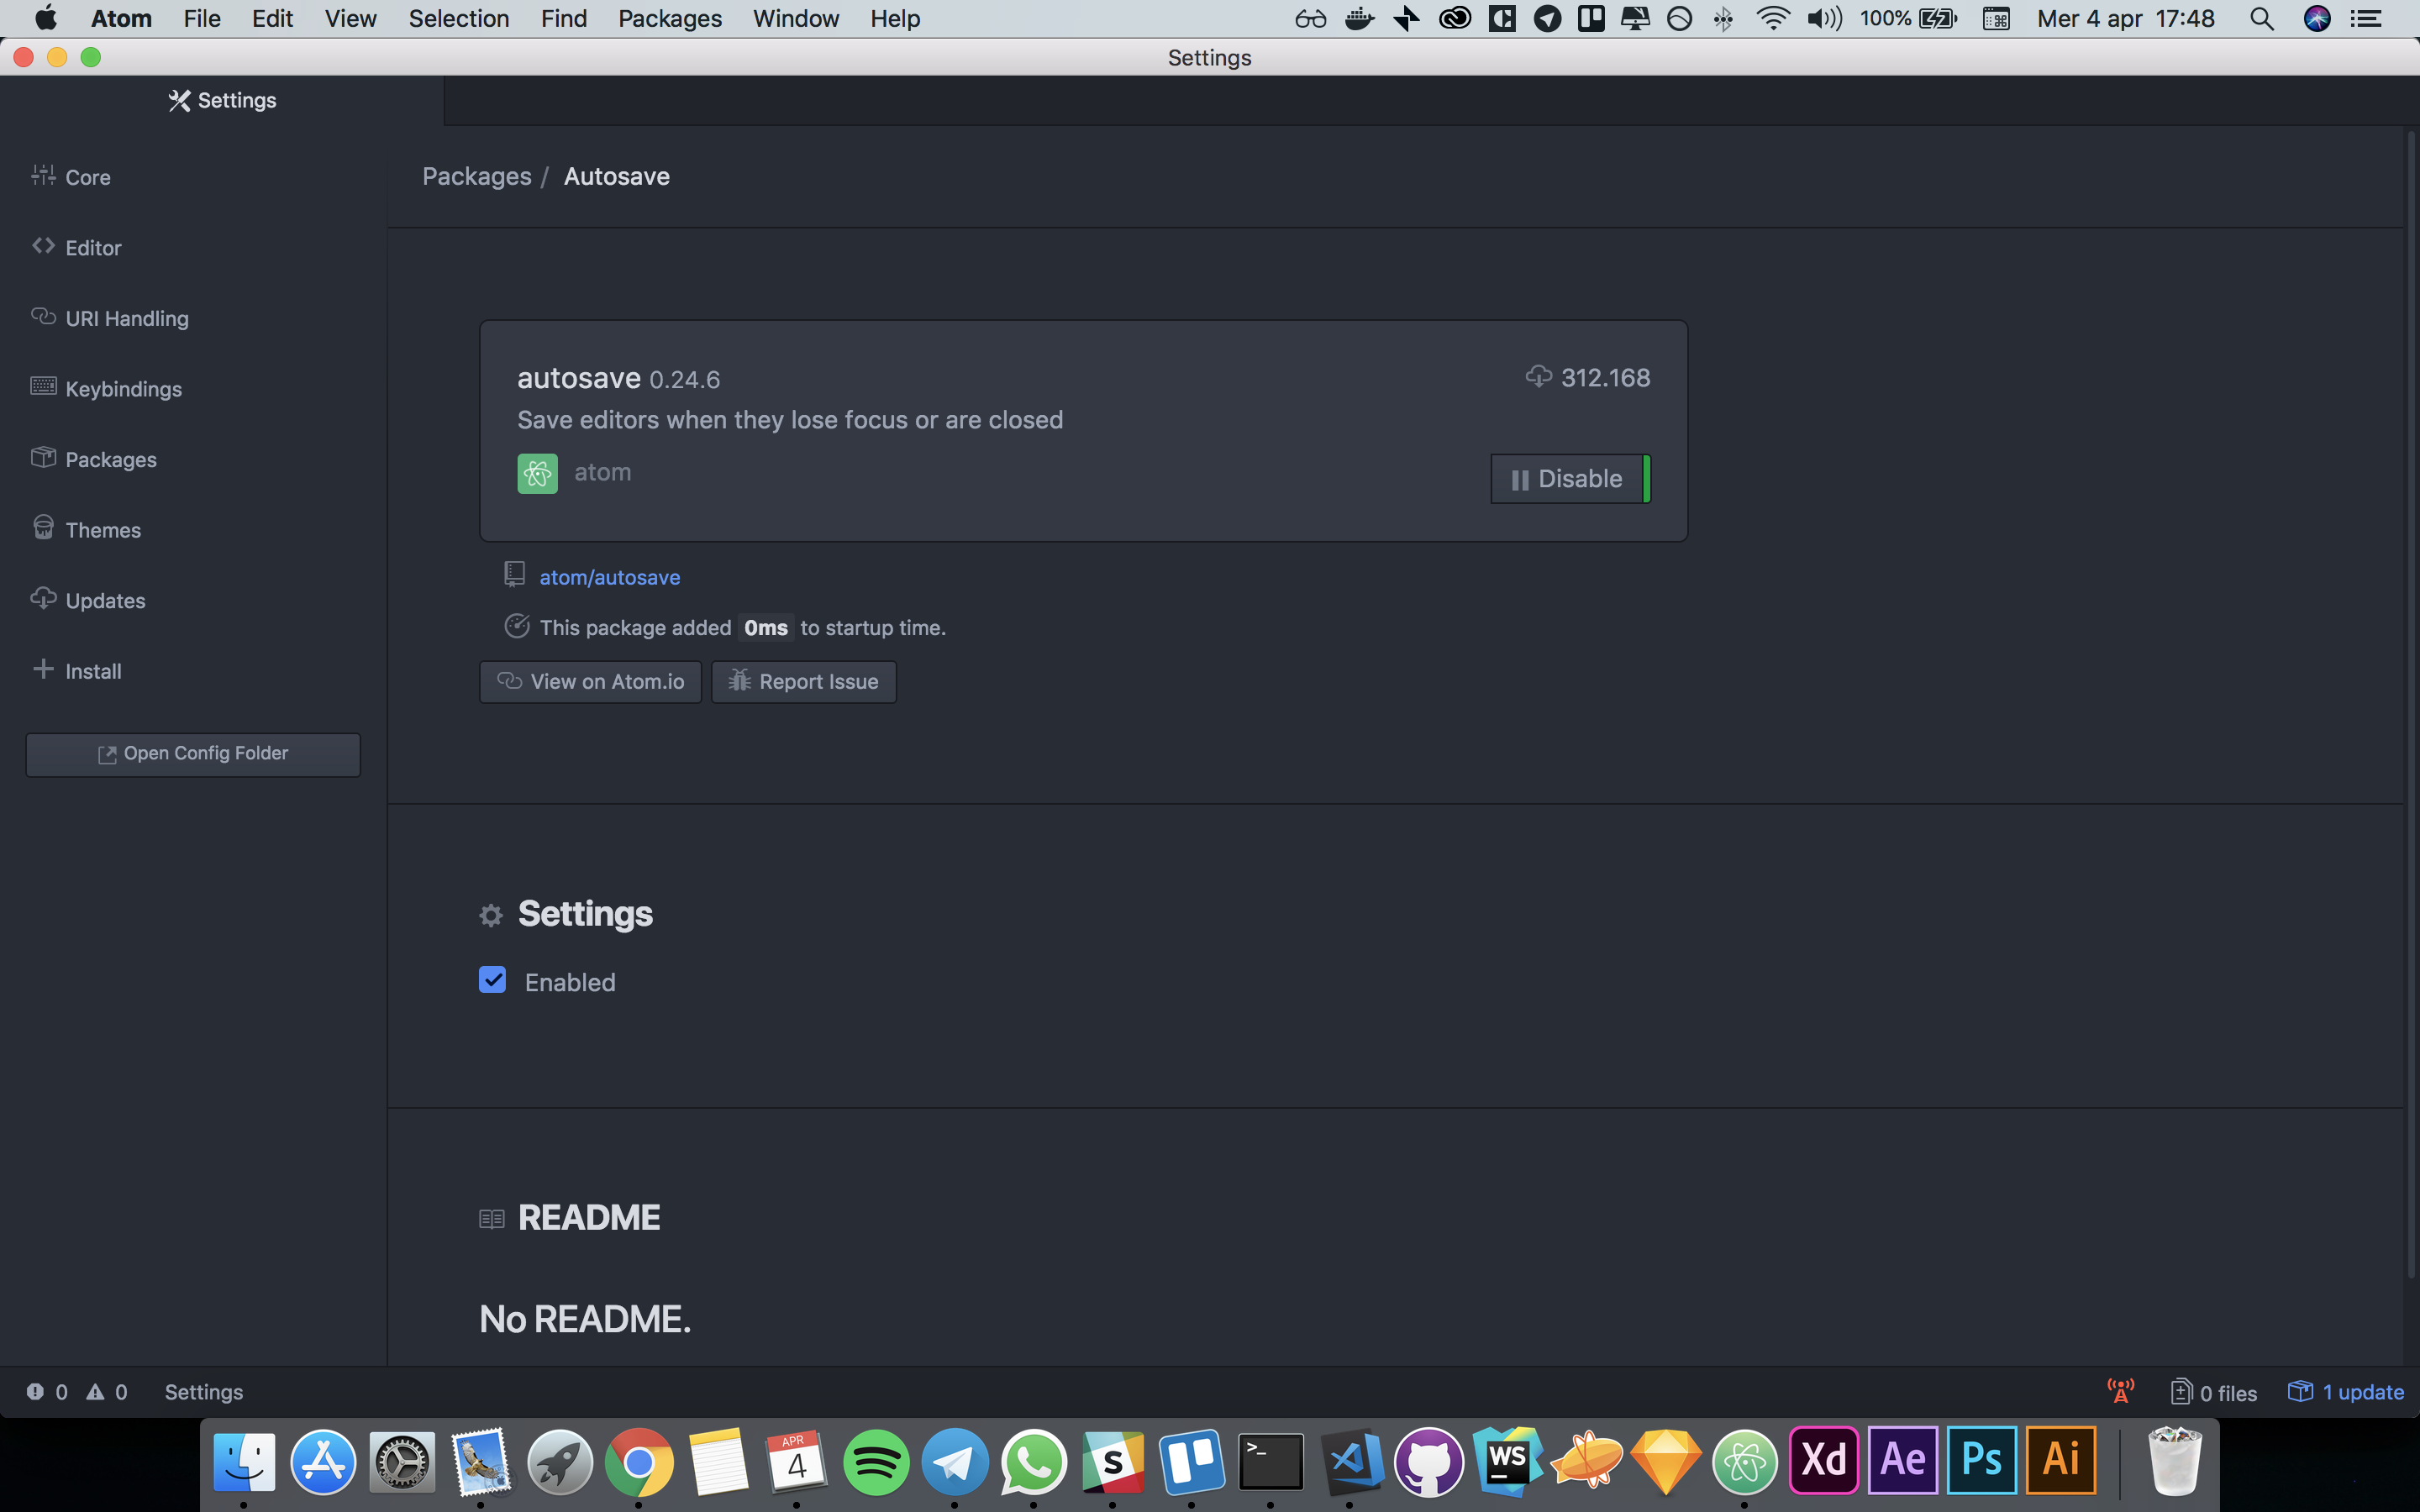 Atom File Edit View Selection Find Packages Window Help 100% Mer 4 apr 17:48
Settings
Settings
Core
Editor
URI Handling
Keybindings
Packages
Themes
Updates
Install
Open Config Folder
Packages / Autosave
autosave 0.24.6
312.168
Save editors when they lose focus or are closed
atom
Disable
atom/autosave
This package added 0ms to startup time.
View on Atom.io Report Issue
Settings
Enabled
README
No README.
0 0 Settings 0 files 1 update
APR
4
S
>_
WS
Xd Ae Ps Ai